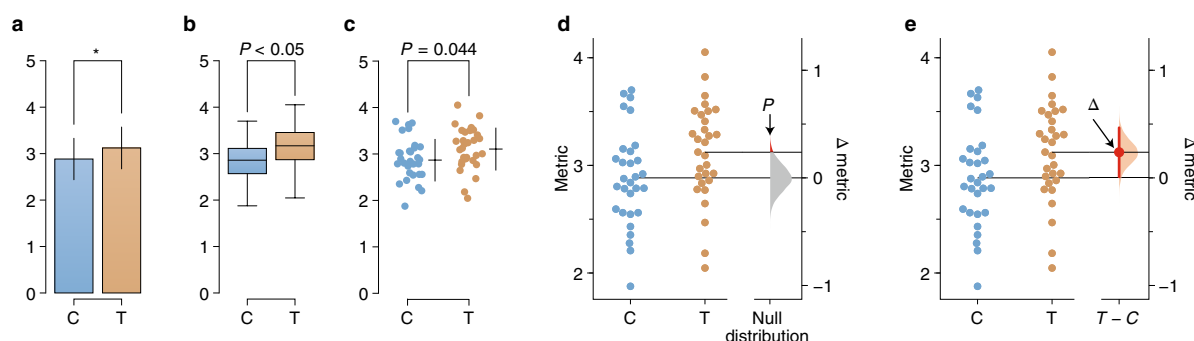 a
*
5
4
3
2
1
0
C
T
b
P < 0.05
5
4
3
2
1
0
C
T
c
P = 0.044
5
4
3
2
1
0
C
T
d
Metric
4
3
2
P
1
0
−1
Δ metric
C
T
Null
distribution
e
Metric
4
3
2
Δ
1
0
−1
Δ metric
C
T
T – C